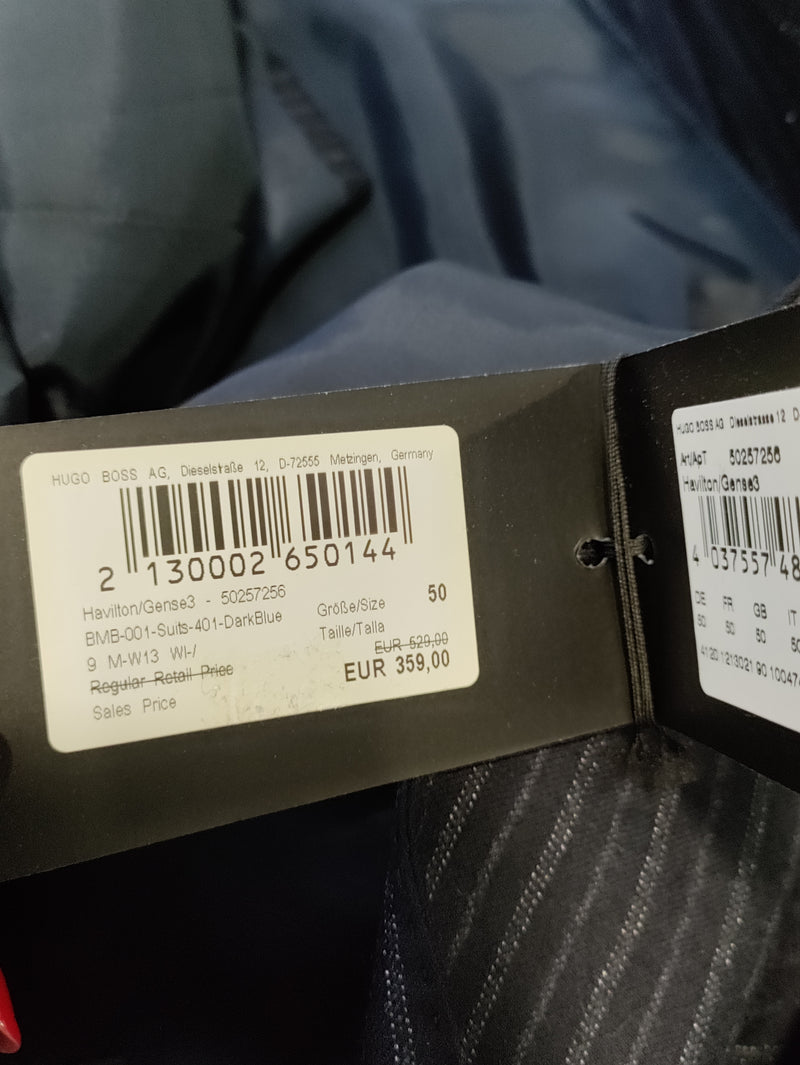 HUGO BOSS AG, Dieselstraße 12, D-72555 Metzingen, Germany
2 130002 650144
Havilton/Gense3 - 50257256
BMB-001-Suits-401-DarkBlue
9 M-W13 WI-/
Größe/Size 50
Taille/Talla
Regular Retail Price EUR 529,00
Sales Price EUR 359,00
HUGO BOSS AG Dieselstrasse 12 D-
Art/ApT 50257256
Havilton/Gense3
4 037557 48
DE FR GB IT
50 50 50 50